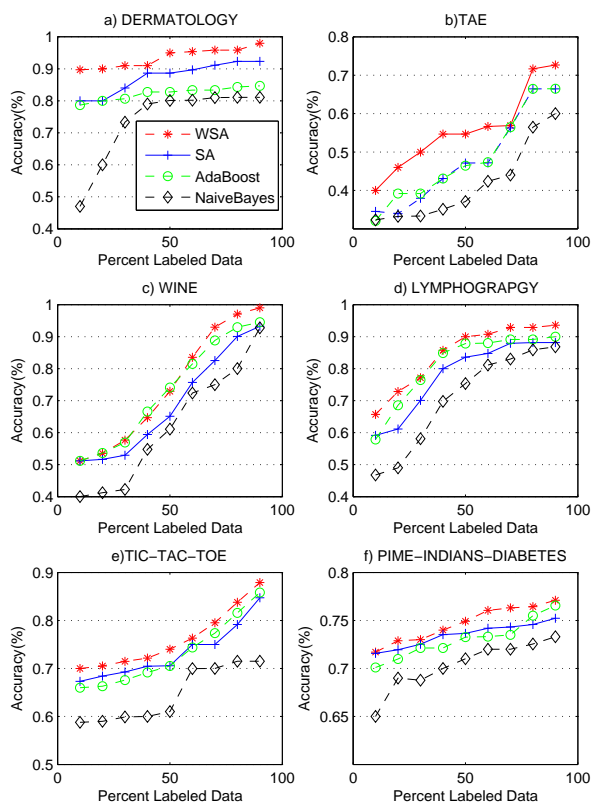 a) DERMATOLOGY
1
0.9
0.8
0.7
0.6
0.5
0.4
0
50
100
Accuracy(%)
Percent Labeled Data
WSA
SA
AdaBoost
NaiveBayes
b)TAE
0.8
0.7
0.6
0.5
0.4
0
50
100
Accuracy(%)
Percent Labeled Data
c) WINE
1
0.9
0.8
0.7
0.6
0.5
0.4
0
50
100
Accuracy(%)
Percent Labeled Data
d) LYMPHOGRAPGY
1
0.9
0.8
0.7
0.6
0.5
0.4
0
50
100
Accuracy(%)
Percent Labeled Data
e)TIC-TAC-TOE
0.9
0.8
0.7
0.6
0.5
0
50
100
Accuracy(%)
Percent Labeled Data
f) PIME-INDIANS-DIABETES
0.8
0.75
0.7
0.65
0
50
100
Accuracy(%)
Percent Labeled Data